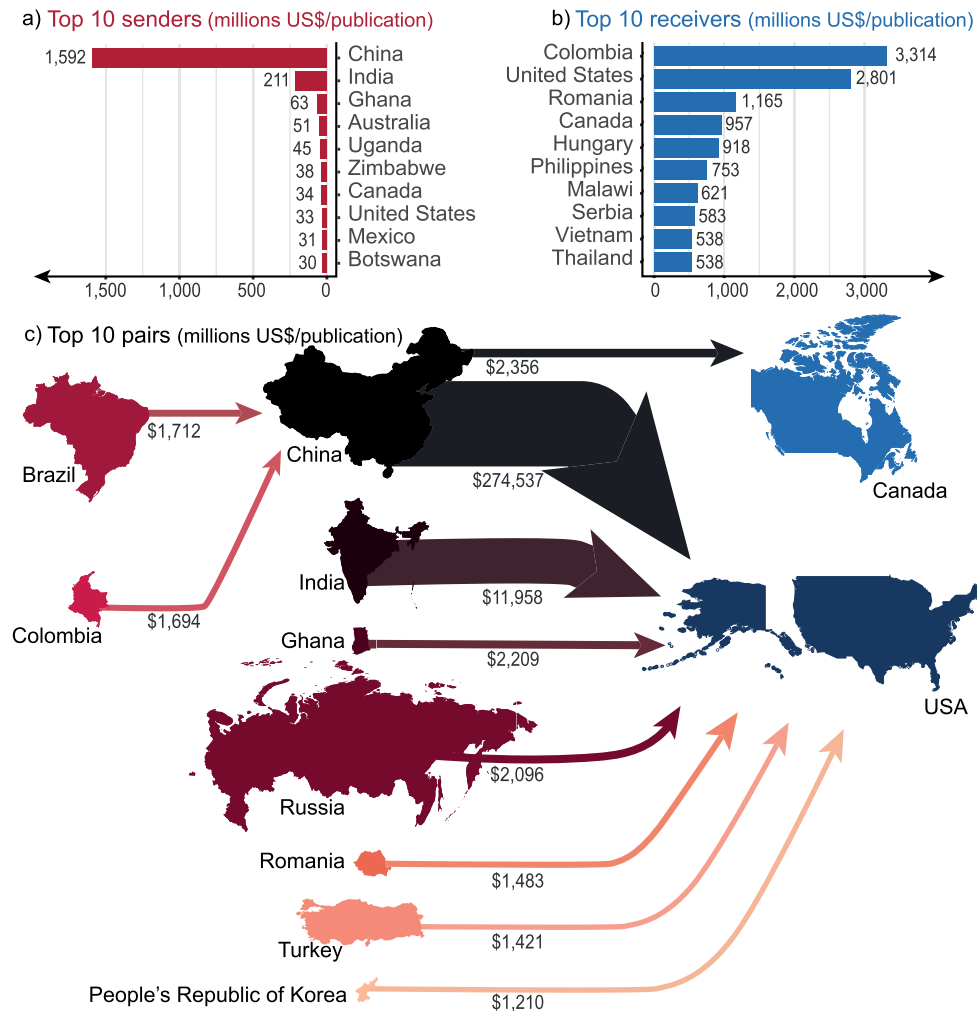 a) Top 10 senders (millions US$/publication)
1,592 China
211 India
63 Ghana
51 Australia
45 Uganda
38 Zimbabwe
34 Canada
33 United States
31 Mexico
30 Botswana
1,500 1,000 500 0
b) Top 10 receivers (millions US$/publication)
Colombia 3,314
United States 2,801
Romania 1,165
Canada 957
Hungary 918
Philippines 753
Malawi 621
Serbia 583
Vietnam 538
Thailand 538
0 1,000 2,000 3,000
c) Top 10 pairs (millions US$/publication)
$2,356
$1,712
China
Brazil
$274,537
Canada
India
$11,958
$1,694
Colombia
Ghana
$2,209
USA
$2,096
Russia
Romania
$1,483
$1,421
Turkey
People's Republic of Korea
$1,210